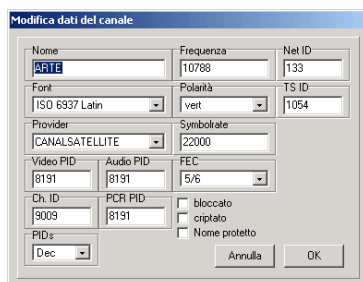 Modifica dati del canale
Nome Frequenza Net ID
ARTE 10788 133
Font Polarità TS ID
ISO 6937 Latin vert 1054
Provider Symbolrate
CANALSATELLITE 22000
Video PID Audio PID FEC
8191 8191 5/6
Ch. ID PCR PID bloccato
9009 8191 criptato
PIDs Nome protetto
Dec Annulla OK